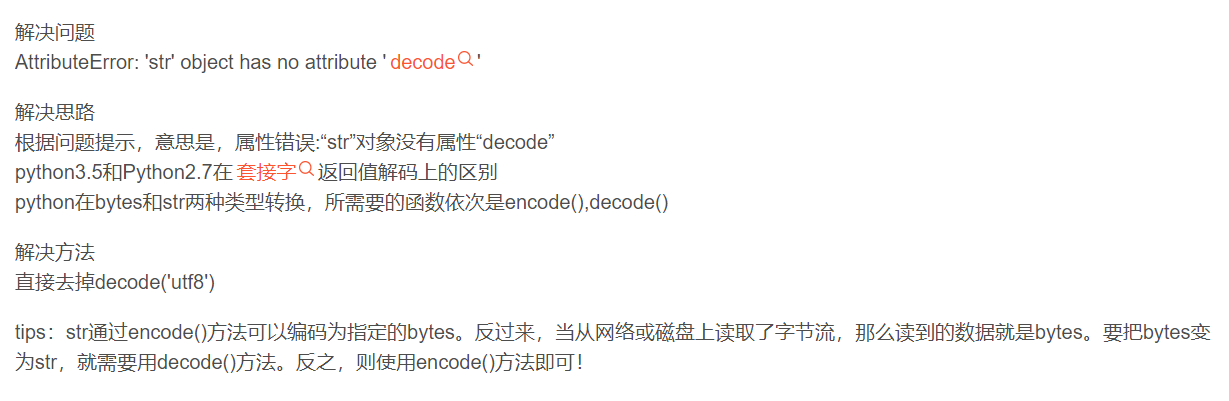 解决问题
AttributeError: 'str' object has no attribute 'decode'
解决思路
根据问题提示，意思是，属性错误:“str”对象没有属性“decode”
python3.5和Python2.7在套接字返回值解码上的区别
python在bytes和str两种类型转换，所需要的函数依次是encode(),decode()
解决方法
直接去掉decode('utf8')
tips：str通过encode()方法可以编码为指定的bytes。反过来，当从网络或磁盘上读取了字节流，那么读到的数据就是bytes。要把bytes变
为str，就需要用decode()方法。反之，则使用encode()方法即可！